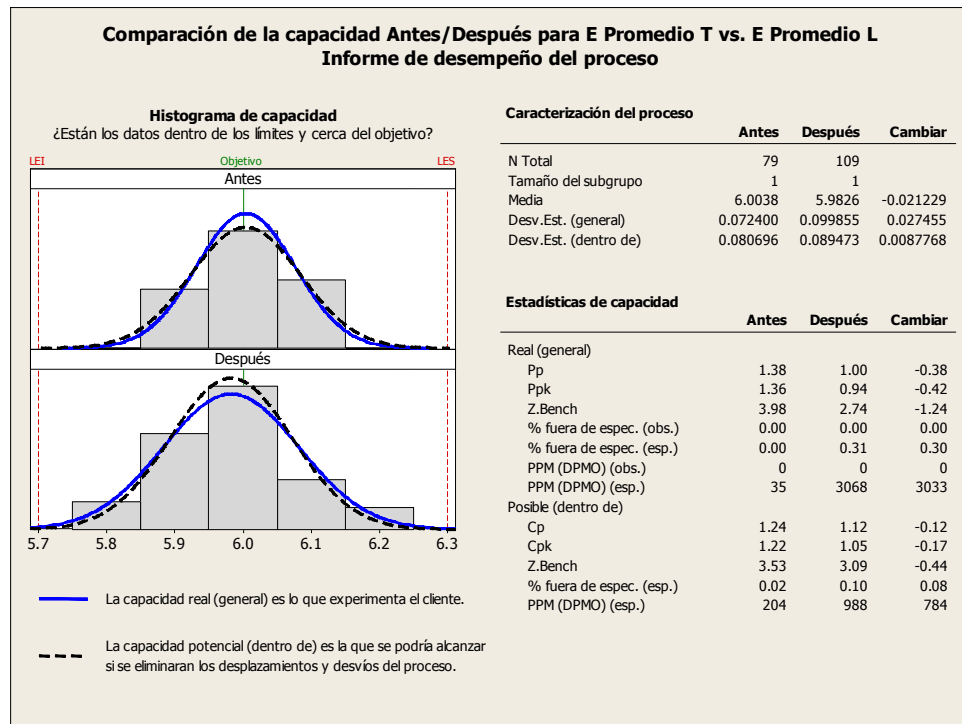 Comparación de la capacidad Antes/Después para E Promedio T vs. E Promedio L
Informe de desempeño del proceso
Histograma de capacidad
¿Están los datos dentro de los límites y cerca del objetivo?
LEI Objetivo LES
Antes
Después
5.7 5.8 5.9 6.0 6.1 6.2 6.3
La capacidad real (general) es lo que experimenta el cliente.
La capacidad potencial (dentro de) es la que se podría alcanzar
si se eliminaran los desplazamientos y desvíos del proceso.
Caracterización del proceso
Antes Después Cambiar
N Total 79 109
Tamaño del subgrupo 1 1
Media 6.0038 5.9826 -0.021229
Desv.Est. (general) 0.072400 0.099855 0.027455
Desv.Est. (dentro de) 0.080696 0.089473 0.0087768
Estadísticas de capacidad
Antes Después Cambiar
Real (general)
Pp 1.38 1.00 -0.38
Ppk 1.36 0.94 -0.42
Z.Bench 3.98 2.74 -1.24
% fuera de espec. (obs.) 0.00 0.00 0.00
% fuera de espec. (esp.) 0.00 0.31 0.30
PPM (DPMO) (obs.) 0 0 0
PPM (DPMO) (esp.) 35 3068 3033
Posible (dentro de)
Cp 1.24 1.12 -0.12
Cpk 1.22 1.05 -0.17
Z.Bench 3.53 3.09 -0.44
% fuera de espec. (esp.) 0.02 0.10 0.08
PPM (DPMO) (esp.) 204 988 784